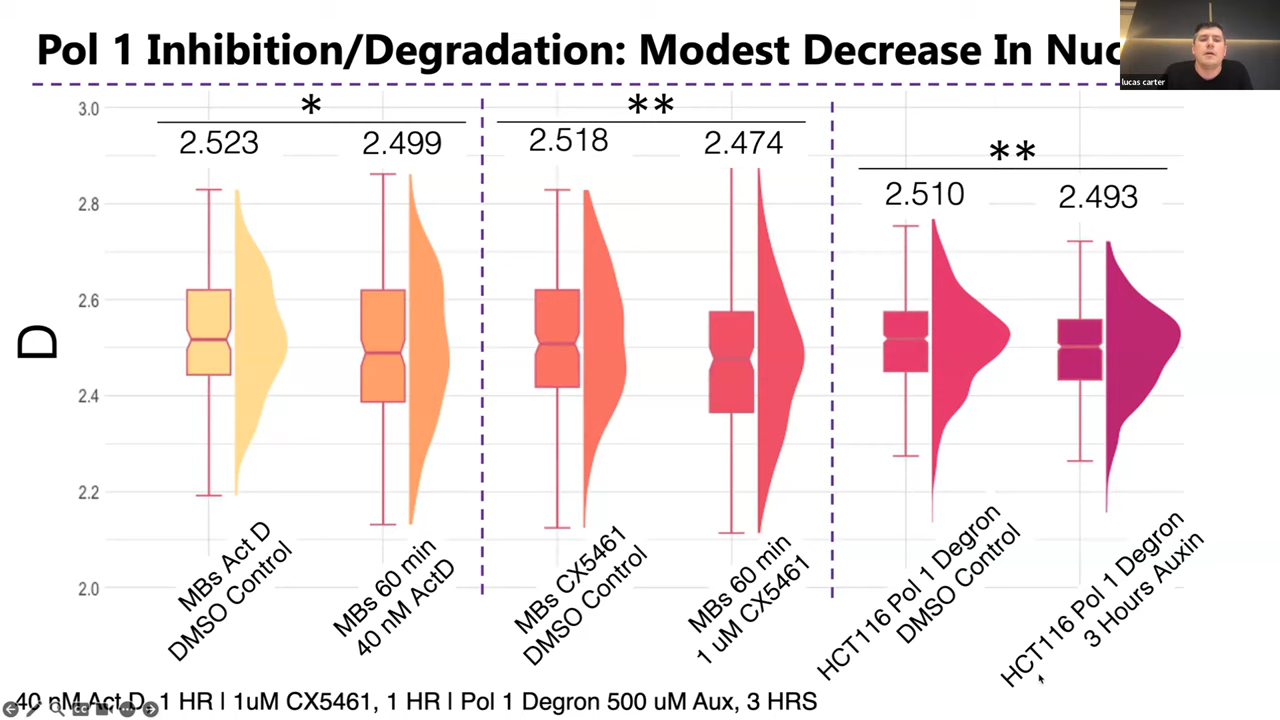 Pol 1 Inhibition/Degradation: Modest Decrease In Nuc
lucas carter
* ** **
2.523 2.499 2.518 2.474 2.510 2.493
3.0
2.8
2.6
2.4
2.2
2.0
D
MBs Act D
DMSO Control
MBs 60 min
40 nM ActD
MBs CX5461
DMSO Control
MBs 60 min
1 uM CX5461
HCT116 Pol 1 Degron
DMSO Control
HCT116 Pol 1 Degron
3 Hours Auxin
40 nM Act D, 1 HR | 1uM CX5461, 1 HR | Pol 1 Degron 500 uM Aux, 3 HRS